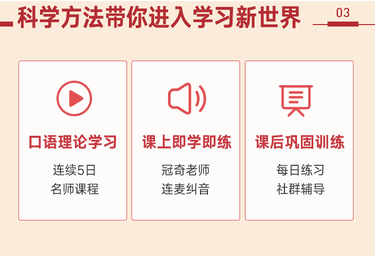 科学方法带你进入学习新世界
03
口语理论学习
连续5日
名师课程
课上即学即练
冠奇老师
连麦纠音
课后巩固训练
每日练习
社群辅导